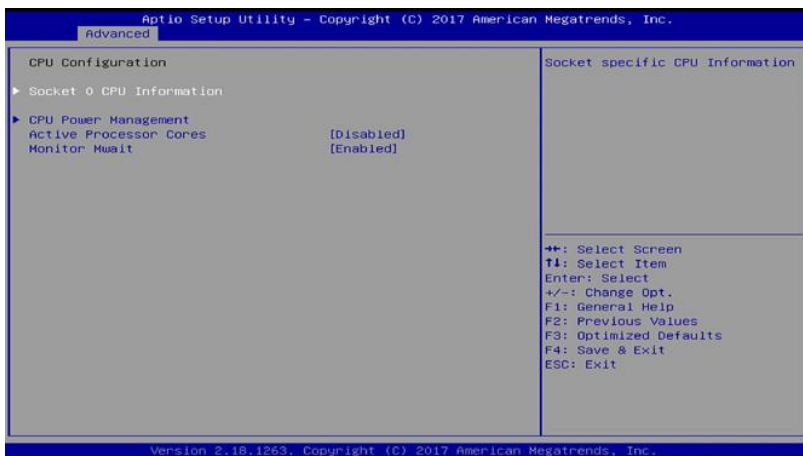 Aptio Setup Utility – Copyright (C) 2017 American Megatrends, Inc.
Advanced
CPU Configuration
Socket 0 CPU Information
CPU Power Management
Active Processor Cores [Disabled]
Monitor Mwait [Enabled]
Socket specific CPU Information
→←: Select Screen
↑↓: Select Item
Enter: Select
+/-: Change Opt.
F1: General Help
F2: Previous Values
F3: Optimized Defaults
F4: Save & Exit
ESC: Exit
Version 2.18.1263. Copyright (C) 2017 American Megatrends, Inc.